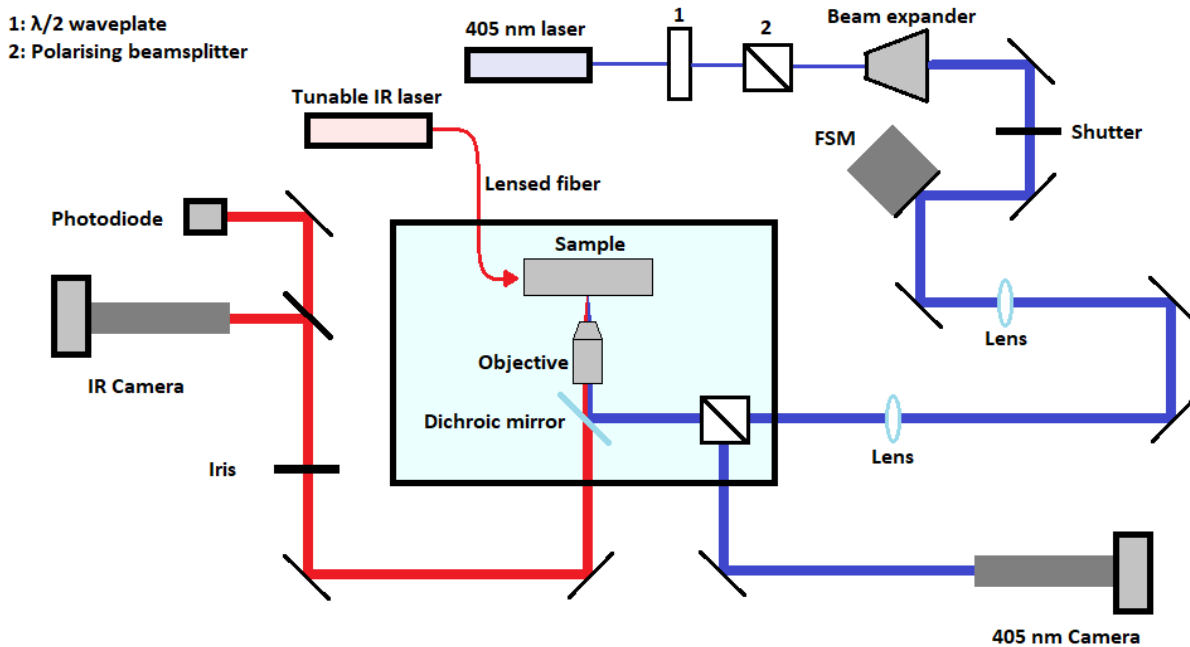 1: λ/2 waveplate
2: Polarising beamsplitter
405 nm laser
1
2
Beam expander
Tunable IR laser
Shutter
FSM
Lensed fiber
Photodiode
Sample
Lens
Objective
IR Camera
Dichroic mirror
Lens
Iris
405 nm Camera